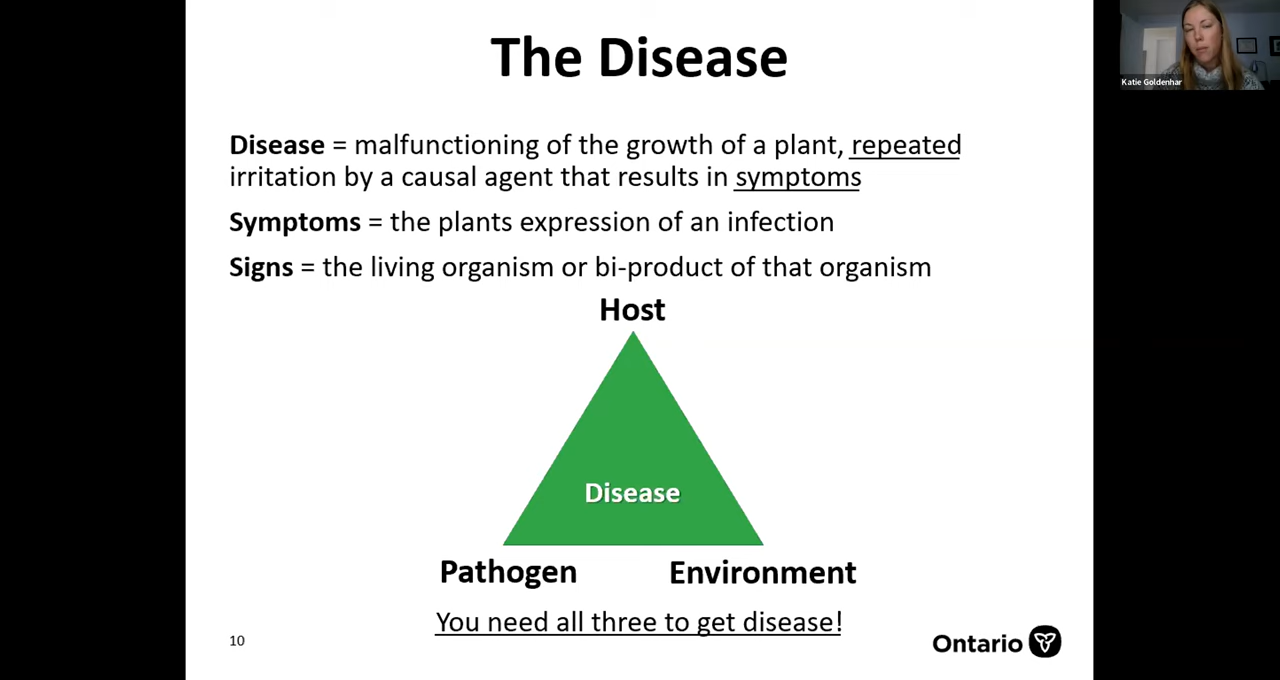 The Disease
Katie Goldenhar
Disease = malfunctioning of the growth of a plant, repeated
irritation by a causal agent that results in symptoms
Symptoms = the plants expression of an infection
Signs = the living organism or bi-product of that organism
Host
Disease
Pathogen
Environment
You need all three to get disease!
10
Ontario